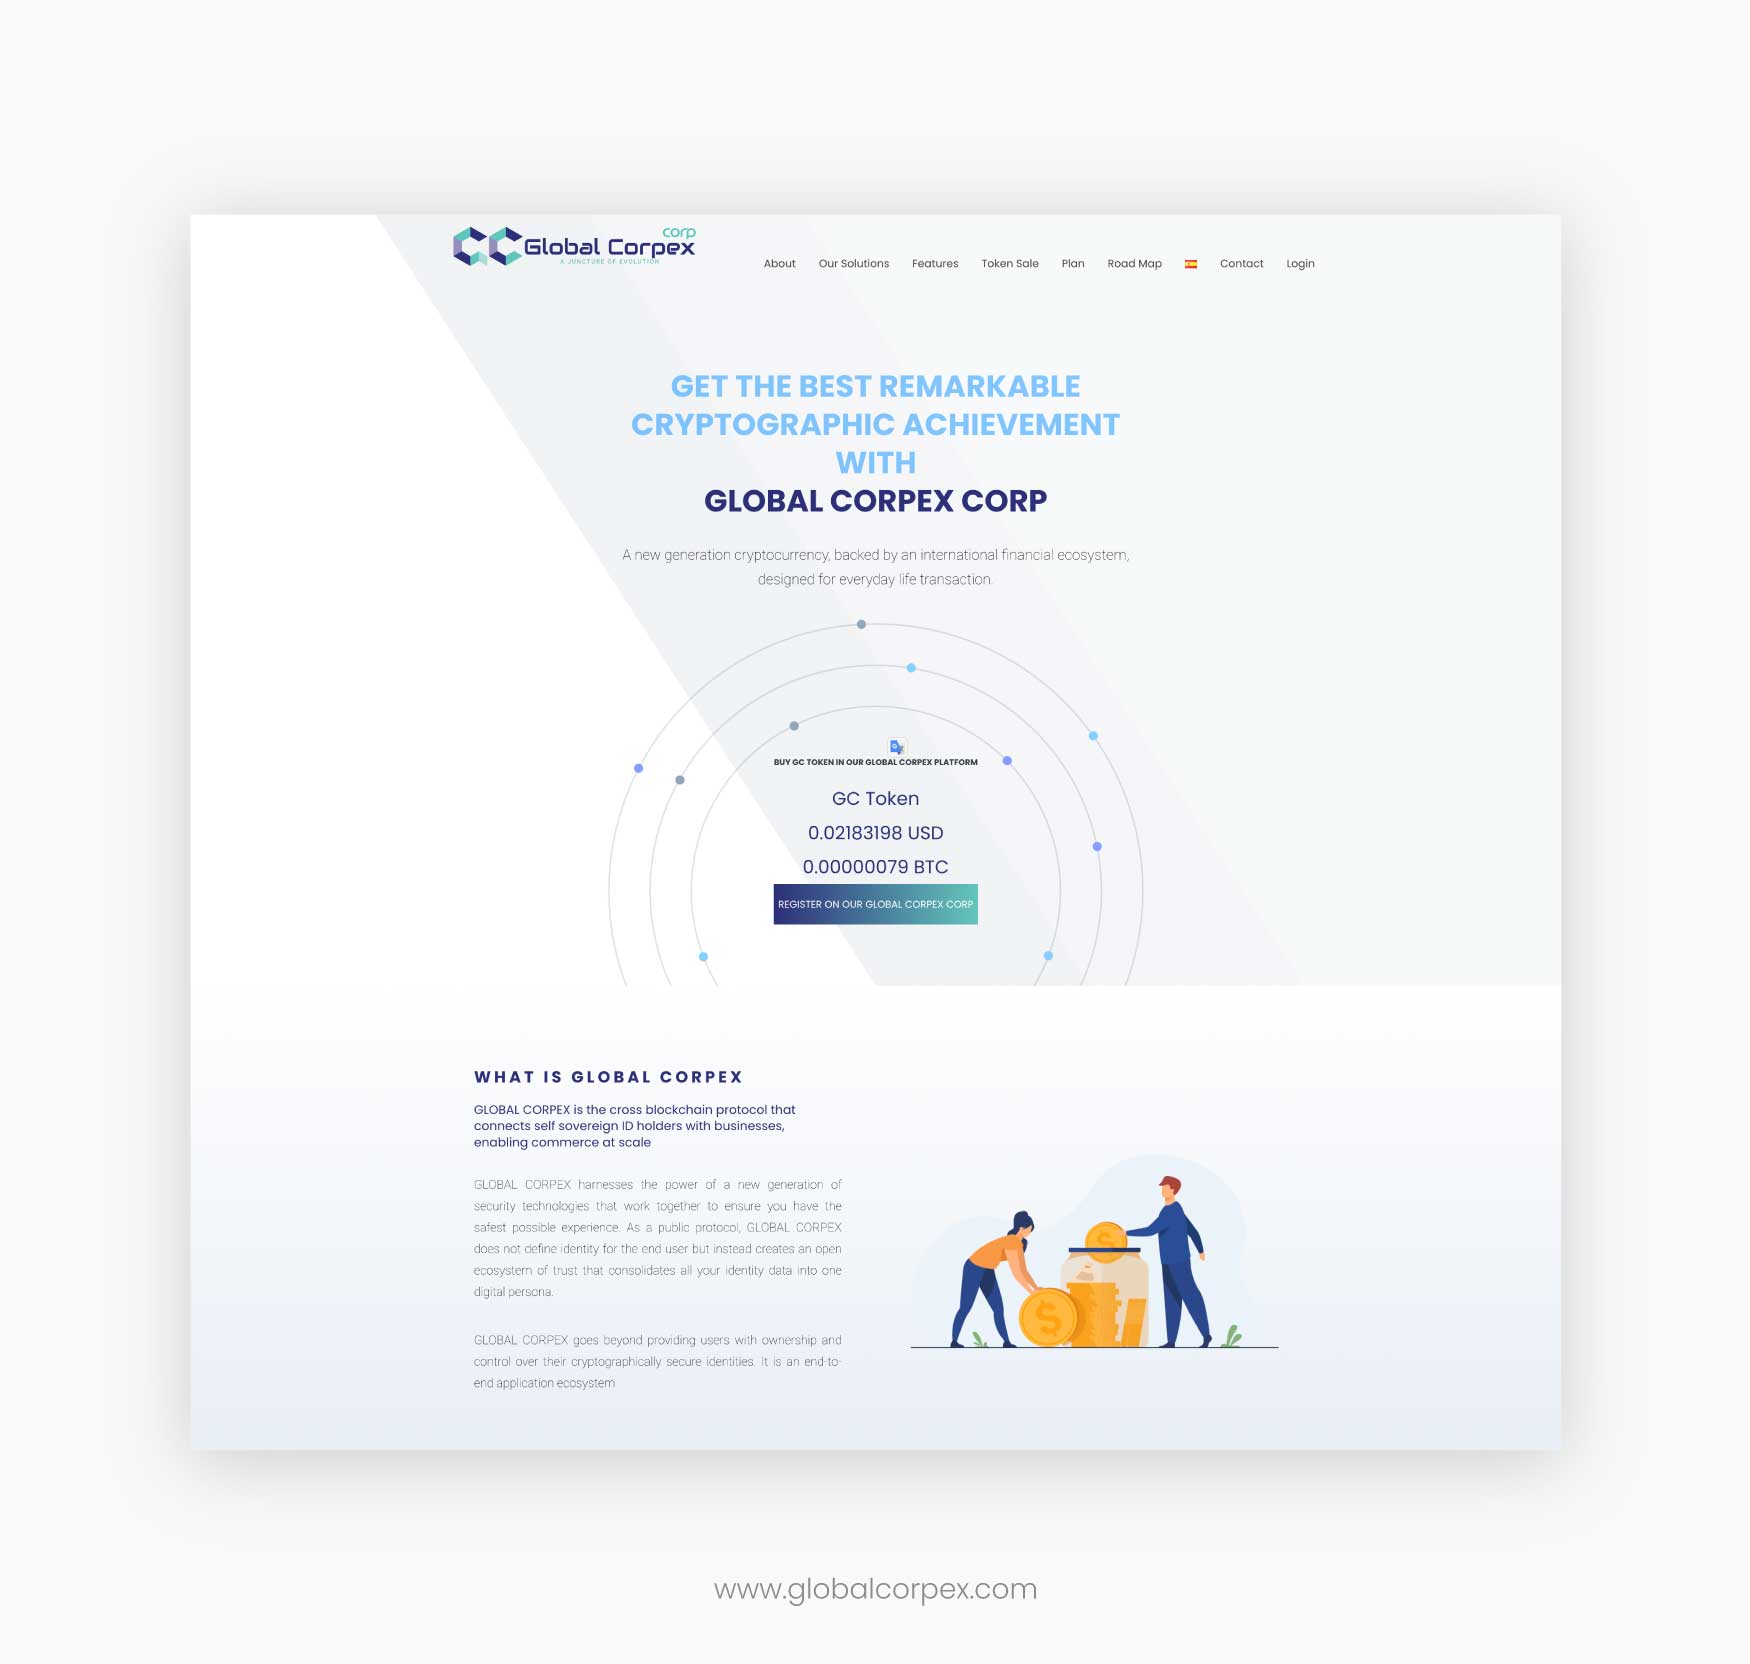 corp
Global Corpex
A JUNCTURE OF EVOLUTION
About Our Solutions Features Token Sale Plan Road Map Contact Login
GET THE BEST REMARKABLE
CRYPTOGRAPHIC ACHIEVEMENT
WITH
GLOBAL CORPEX CORP
A new generation cryptocurrency, backed by an international financial ecosystem,
designed for everyday life transaction.
BUY GC TOKEN IN OUR GLOBAL CORPEX PLATFORM
GC Token
0.02183198 USD
0.00000079 BTC
REGISTER ON OUR GLOBAL CORPEX CORP
WHAT IS GLOBAL CORPEX
GLOBAL CORPEX is the cross blockchain protocol that
connects self sovereign ID holders with businesses,
enabling commerce at scale
GLOBAL CORPEX harnesses the power of a new generation of
security technologies that work together to ensure you have the
safest possible experience. As a public protocol, GLOBAL CORPEX
does not define identity for the end user but instead creates an open
ecosystem of trust that consolidates all your identity data into one
digital persona.
GLOBAL CORPEX goes beyond providing users with ownership and
control over their cryptographically secure identities. It is an end-to-
end application ecosystem
www.globalcorpex.com